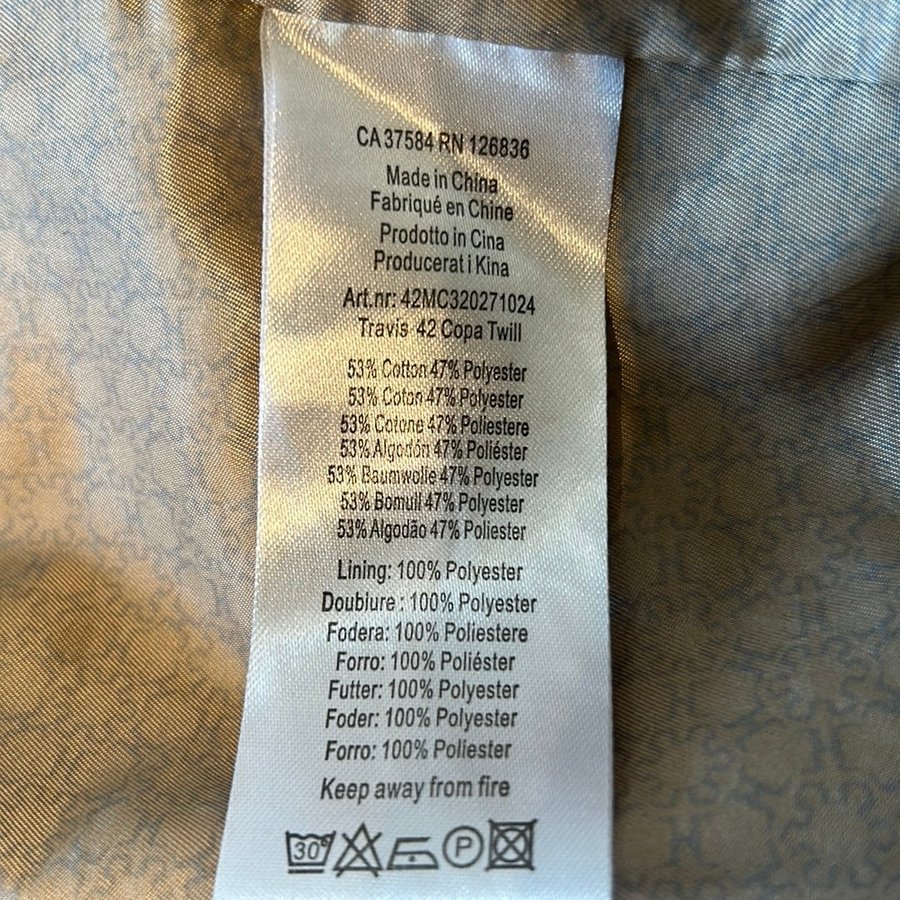 CA 37584 RN 126836
Made in China
Fabriqué en Chine
Prodotto in Cina
Producerat i Kina
Art.nr: 42MC320271024
Travis 42 Copa Twill
53% Cotton 47% Polyester
53% Coton 47% Polyester
53% Cotone 47% Poliestere
53% Algodón 47% Poliéster
53% Baumwolle 47% Polyester
53% Bomull 47% Polyester
53% Algodão 47% Poliester
Lining: 100% Polyester
Doublure : 100% Polyester
Fodera: 100% Poliestere
Forro: 100% Poliéster
Futter: 100% Polyester
Foder: 100% Polyester
Forro: 100% Poliester
Keep away from fire
30° P